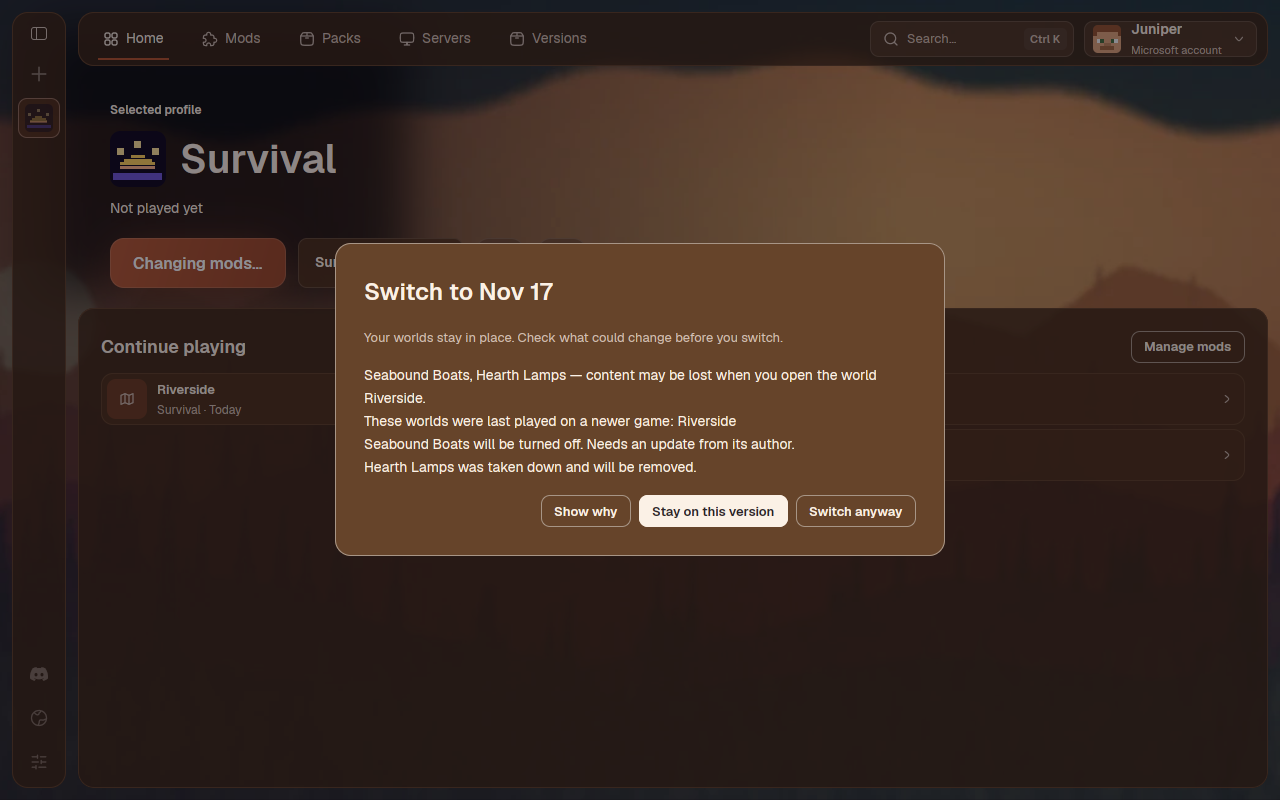 Home
Mods
Packs
Servers
Versions
Search...
Ctrl K
Juniper
Microsoft account
Selected profile
Survival
Not played yet
Changing mods...
Switch to Nov 17
Your worlds stay in place. Check what could change before you switch.
Seabound Boats, Hearth Lamps — content may be lost when you open the world
Riverside.
These worlds were last played on a newer game: Riverside
Seabound Boats will be turned off. Needs an update from its author.
Hearth Lamps was taken down and will be removed.
Show why
Stay on this version
Switch anyway
Continue playing
Manage mods
Riverside
Survival · Today